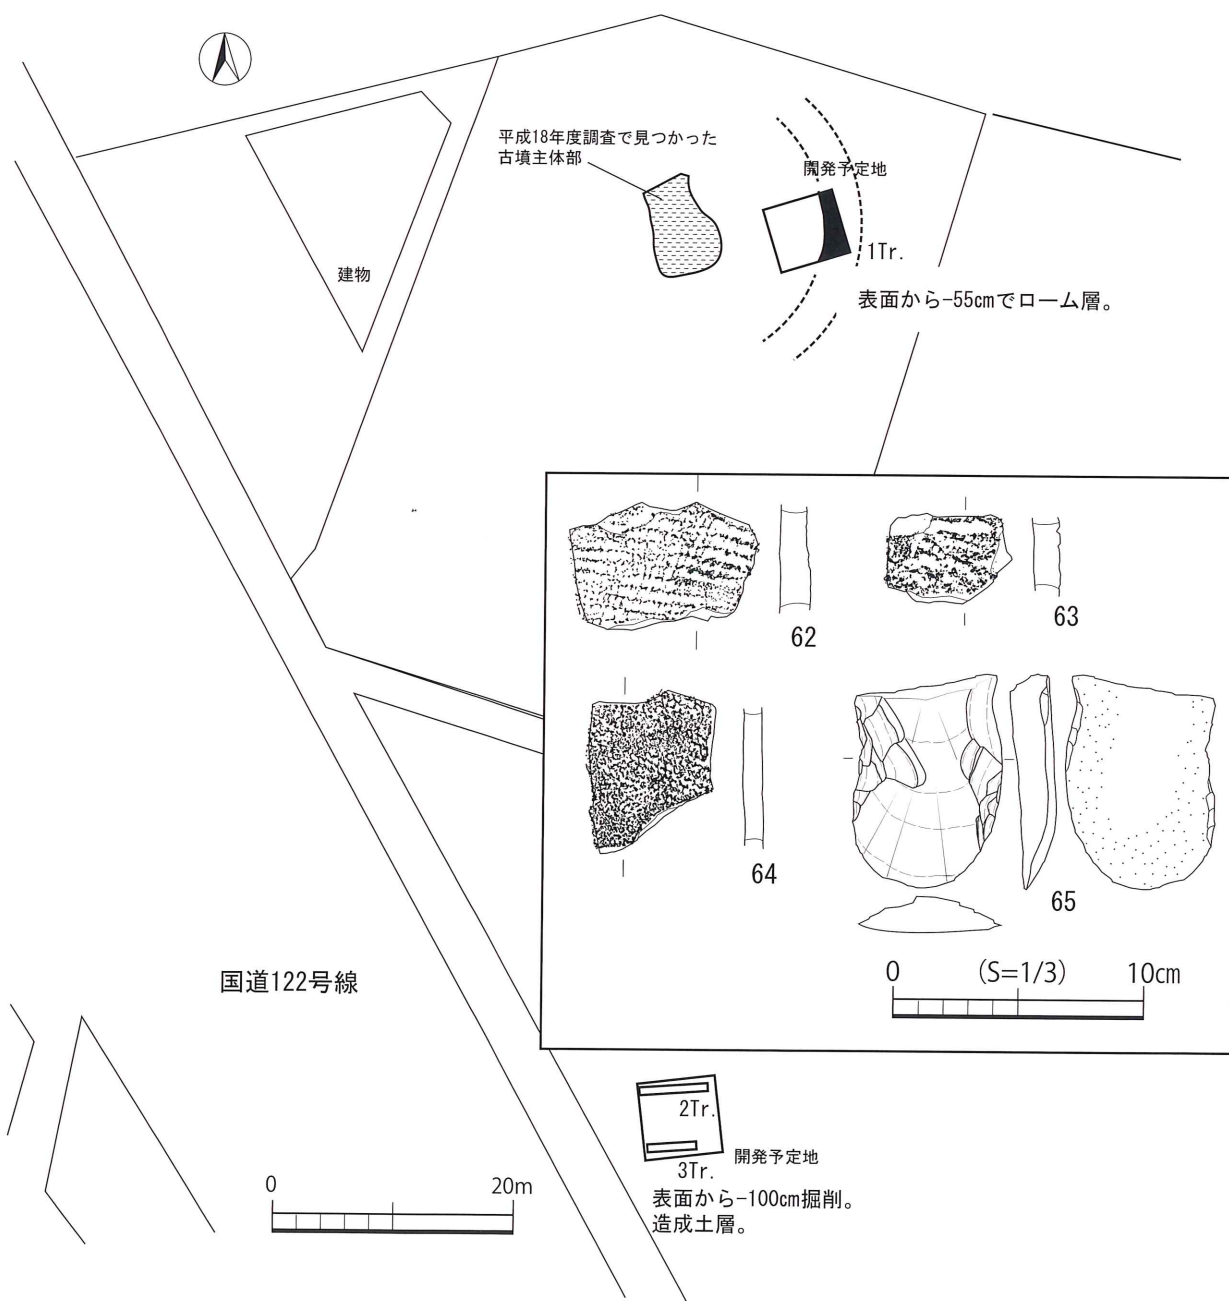 平成18年度調査で見つかった
古墳主体部
開発予定地
建物
1Tr.
表面から-55cmでローム層。
62
63
64
65
0 (S=1/3) 10cm
国道122号線
2Tr.
3Tr.
開発予定地
表面から-100cm掘削。
造成土層。
0 20m